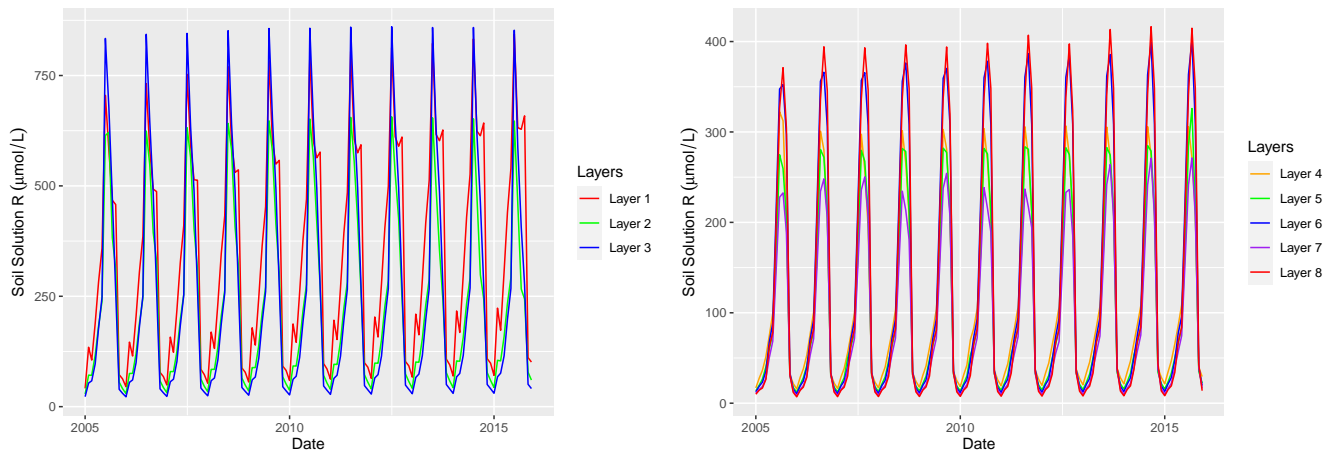 Soil Solution R (μmol/L)
750
500
250
0
2005
2010
2015
Date
Layers
Layer 1
Layer 2
Layer 3
Soil Solution R (μmol/L)
400
300
200
100
0
2005
2010
2015
Date
Layers
Layer 4
Layer 5
Layer 6
Layer 7
Layer 8